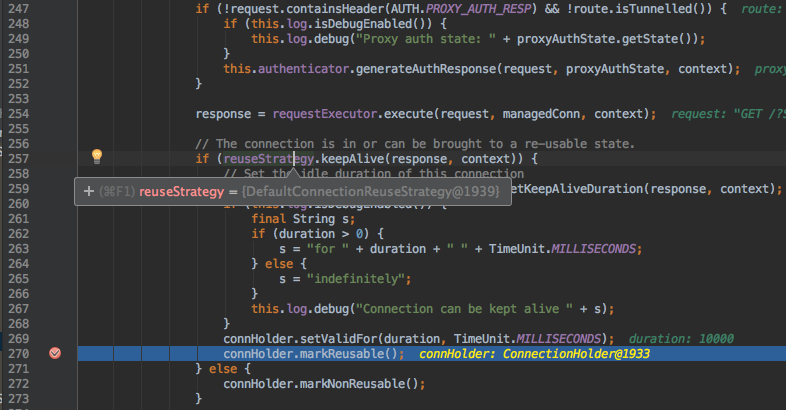 247 if (!request.containsHeader(AUTH.PROXY_AUTH_RESP) && !route.isTunnelled()) { route:
248 if (this.log.isDebugEnabled()) {
249 this.log.debug("Proxy auth state: " + proxyAuthState.getState());
250 }
251 this.authenticator.generateAuthResponse(request, proxyAuthState, context); proxy
252 }
253
254 response = requestExecutor.execute(request, managedConn, context); request: "GET /?S
255
256 // The connection is in or can be brought to a re-usable state.
257 if (reuseStrategy.keepAlive(response, context)) {
258 // Set the idle duration of this connection
+ (⌘F1) reuseStrategy = {DefaultConnectionReuseStrategy@1939}
259 etKeepAliveDuration(response, context);
260 if (this.log.isDebugEnabled()) {
261 final String s;
262 if (duration > 0) {
263 s = "for " + duration + " " + TimeUnit.MILLISECONDS;
264 } else {
265 s = "indefinitely";
266 }
267 this.log.debug("Connection can be kept alive " + s);
268 }
269 connHolder.setValidFor(duration, TimeUnit.MILLISECONDS); duration: 10000
270 connHolder.markReusable(); connHolder: ConnectionHolder@1933
271 } else {
272 connHolder.markNonReusable();
273 }